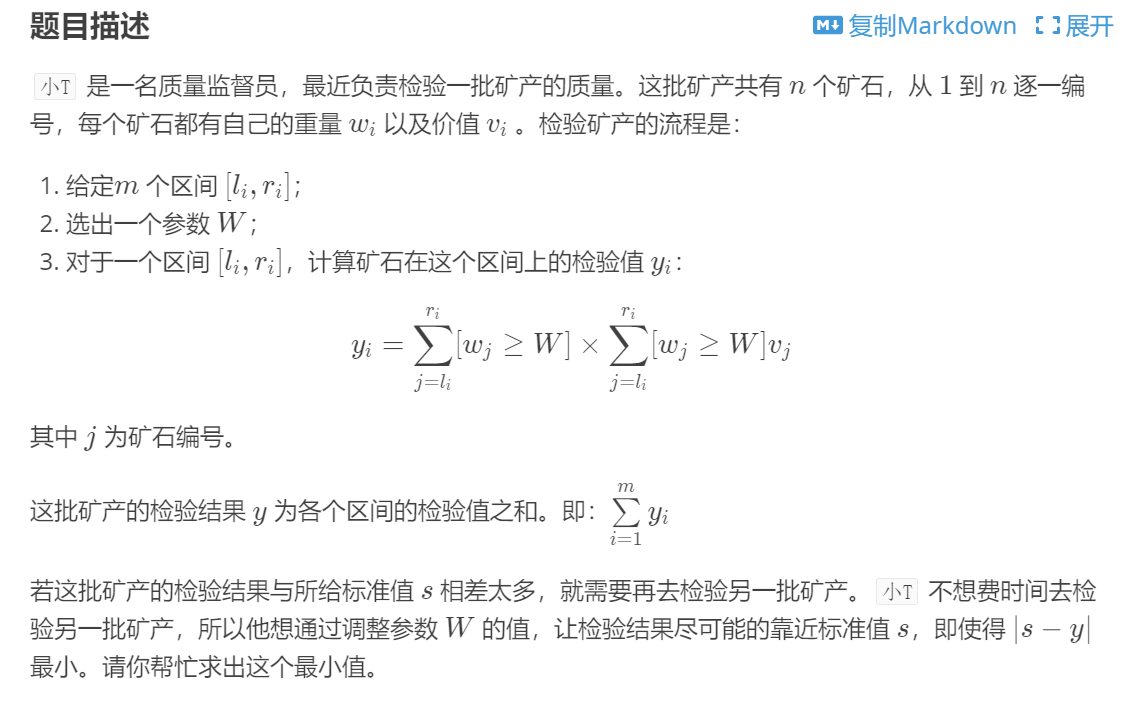 题目描述 M↓ 复制Markdown 展开
小T 是一名质量监督员，最近负责检验一批矿产的质量。这批矿产共有 n 个矿石，从 1 到 n 逐一编
号，每个矿石都有自己的重量 w_i 以及价值 v_i 。检验矿产的流程是：
1. 给定m 个区间 [l_i, r_i]；
2. 选出一个参数 W；
3. 对于一个区间 [l_i, r_i]，计算矿石在这个区间上的检验值 y_i：
y_i = \sum_{j=l_i}^{r_i} [w_j ≥ W] × \sum_{j=l_i}^{r_i} [w_j ≥ W]v_j
其中 j 为矿石编号。
这批矿产的检验结果 y 为各个区间的检验值之和。即：\sum_{i=1}^{m} y_i
若这批矿产的检验结果与所给标准值 s 相差太多，就需要再去检验另一批矿产。 小T 不想费时间去检
验另一批矿产，所以他想通过调整参数 W 的值，让检验结果尽可能的靠近标准值 s，即使得 |s − y|
最小。请你帮忙求出这个最小值。